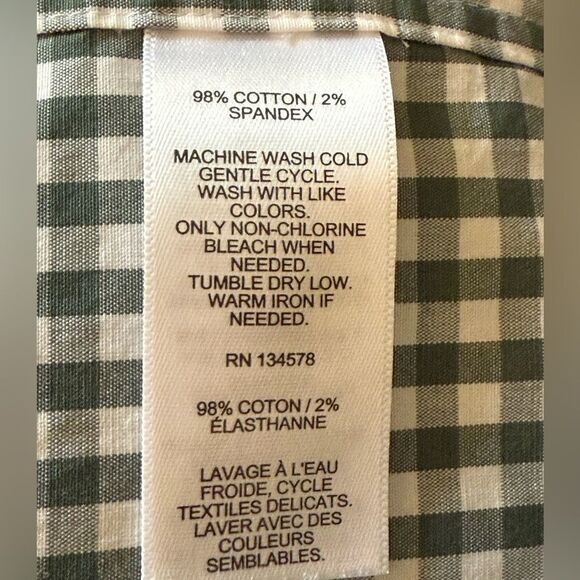 98% COTTON / 2%
SPANDEX
MACHINE WASH COLD
GENTLE CYCLE.
WASH WITH LIKE
COLORS.
ONLY NON-CHLORINE
BLEACH WHEN
NEEDED.
TUMBLE DRY LOW.
WARM IRON IF
NEEDED.
RN 134578
98% COTON / 2%
ÉLASTHANNE
LAVAGE À L'EAU
FROIDE, CYCLE
TEXTILES DELICATS.
LAVER AVEC DES
COULEURS
SEMBLABLES.